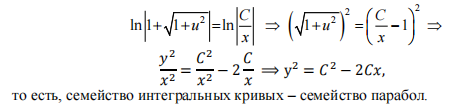 ln|1+√(1+u²)|=ln|C/x| ⇒ (√(1+u²))²=(C/x−1)² ⇒
y²/x² = C²/x² − 2 C/x ⟹ y² = C² − 2Cx,
то есть, семейство интегральных кривых – семейство парабол.